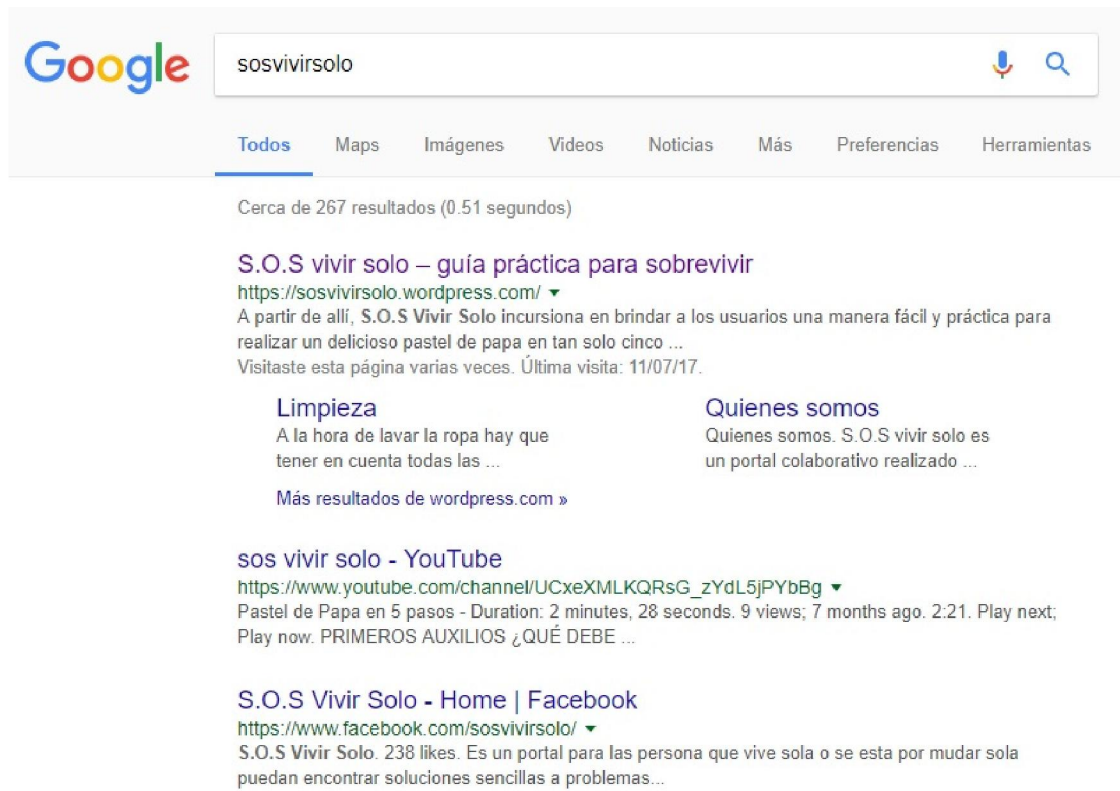 Google
sosvivirsolo
Todos Maps Imágenes Videos Noticias Más Preferencias Herramientas
Cerca de 267 resultados (0.51 segundos)
S.O.S vivir solo – guía práctica para sobrevivir
https://sosvivirsolo.wordpress.com/
A partir de allí, S.O.S Vivir Solo incursiona en brindar a los usuarios una manera fácil y práctica para
realizar un delicioso pastel de papa en tan solo cinco ...
Visitaste esta página varias veces. Última visita: 11/07/17.
Limpieza
A la hora de lavar la ropa hay que
tener en cuenta todas las ...
Quienes somos
Quienes somos. S.O.S vivir solo es
un portal colaborativo realizado ...
Más resultados de wordpress.com »
sos vivir solo - YouTube
https://www.youtube.com/channel/UCxeXMLKQRsG_zYdL5jPYbBg
Pastel de Papa en 5 pasos - Duration: 2 minutes, 28 seconds. 9 views; 7 months ago. 2:21. Play next;
Play now. PRIMEROS AUXILIOS ¿QUÉ DEBE ...
S.O.S Vivir Solo - Home | Facebook
https://www.facebook.com/sosvivirsolo/
S.O.S Vivir Solo. 238 likes. Es un portal para las persona que vive sola o se esta por mudar sola
puedan encontrar soluciones sencillas a problemas...